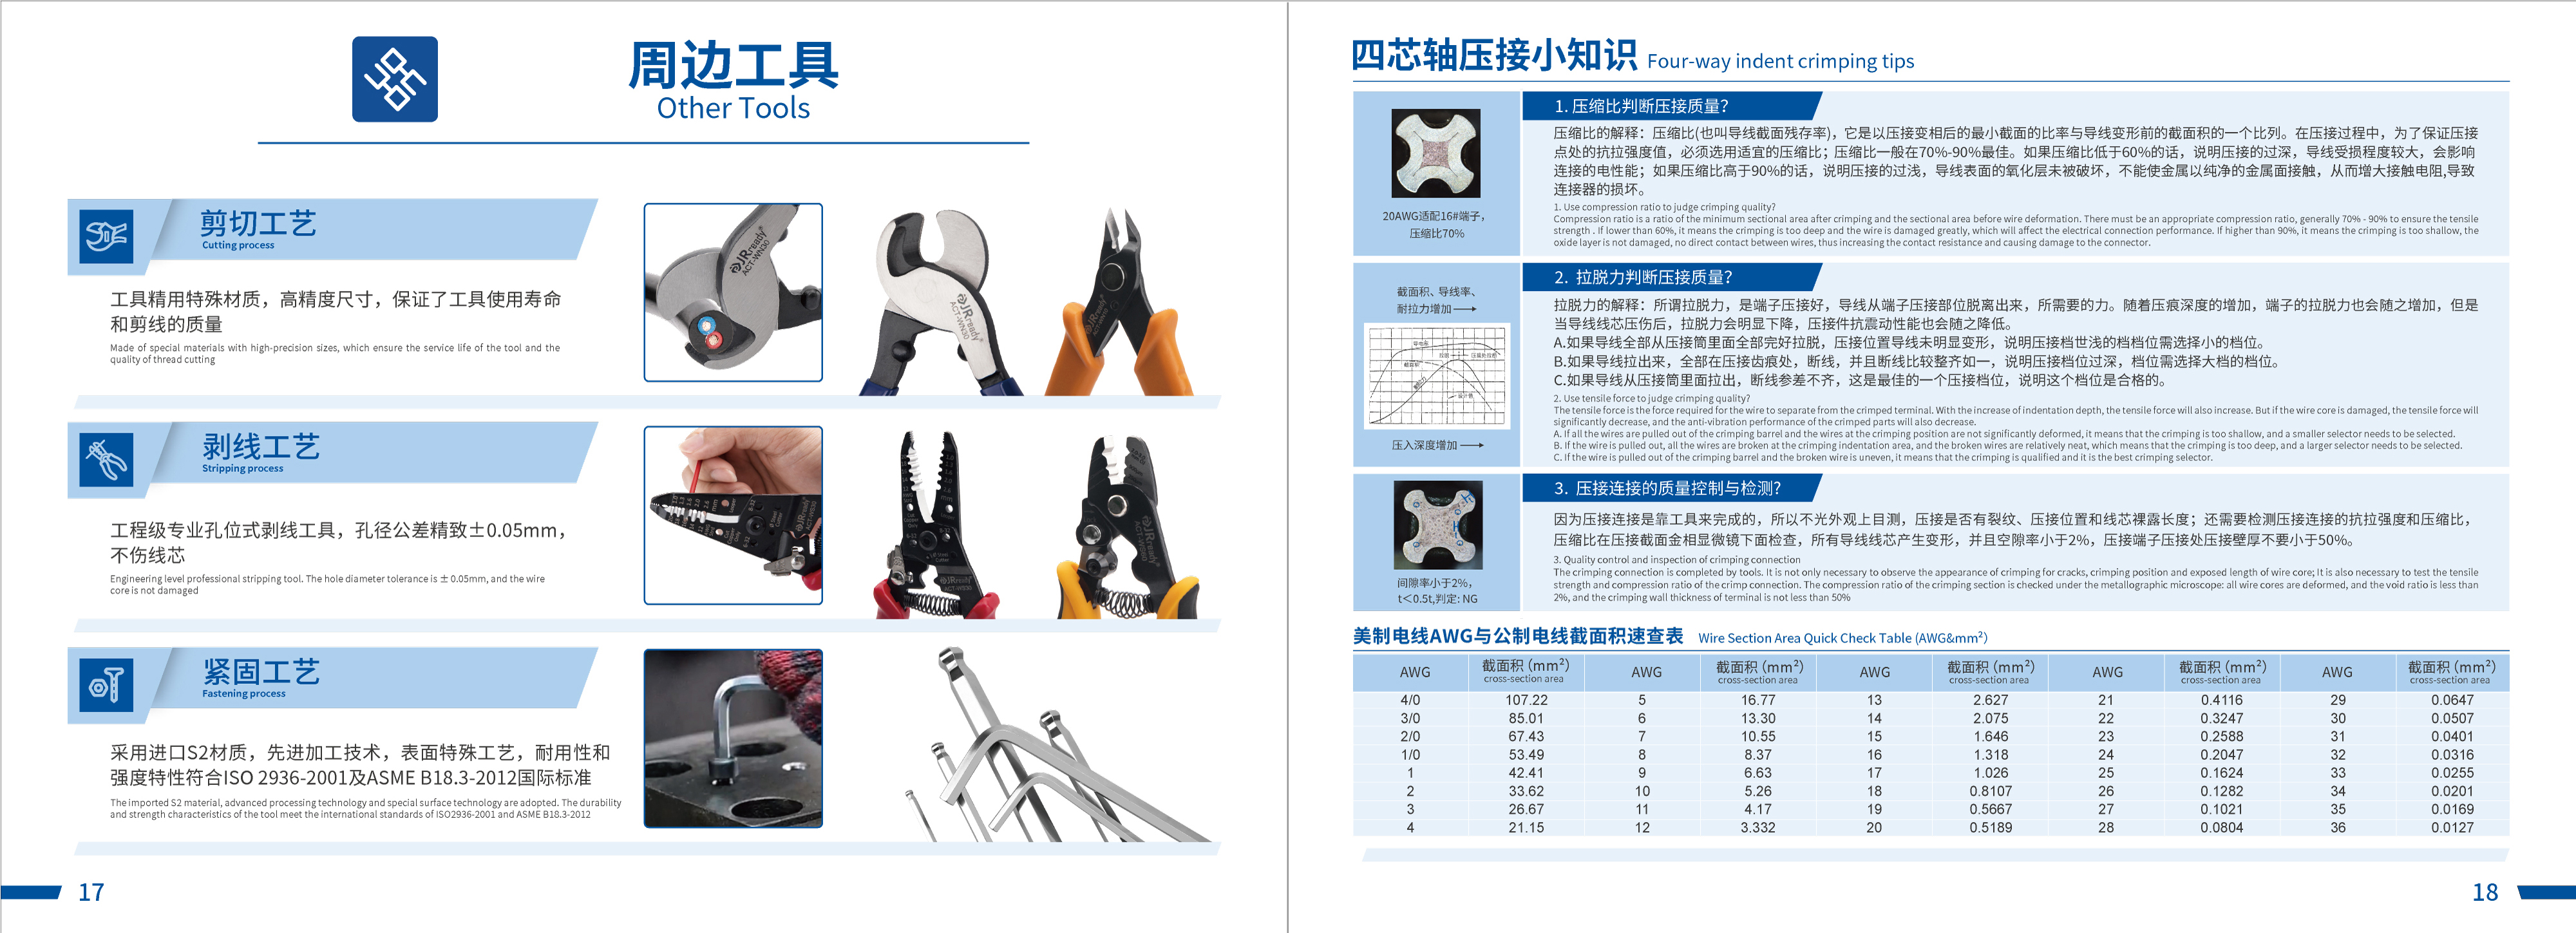 周边工具
Other Tools
剪切工艺
Cutting process
工具精用特殊材质，高精度尺寸，保证了工具使用寿命
和剪线的质量
Made of special materials with high-precision sizes, which ensure the service life of the tool and the
quality of thread cutting
JRready
ACT-WN30
JRready
ACT-WN30
剥线工艺
Stripping process
工程级专业孔位式剥线工具，孔径公差精致±0.05mm，
不伤线芯
Engineering level professional stripping tool. The hole diameter tolerance is ± 0.05mm, and the wire
core is not damaged
JRready
紧固工艺
Fastening process
采用进口S2材质，先进加工技术，表面特殊工艺，耐用性和
强度特性符合ISO 2936-2001及ASME B18.3-2012国际标准
The imported S2 material, advanced processing technology and special surface technology are adopted. The durability
and strength characteristics of the tool meet the international standards of ISO2936-2001 and ASME B18.3-2012
17
四芯轴压接小知识 Four-way indent crimping tips
20AWG适配16#端子，
压缩比70%
1. 压缩比判断压接质量？
压缩比的解释：压缩比(也叫导线截面残存率)，它是以压接变相后的最小截面的比率与导线变形前的截面积的一个比列。在压接过程中，为了保证压接
点处的抗拉强度值，必须选用适宜的压缩比；压缩比一般在70%-90%最佳。如果压缩比低于60%的话，说明压接的过深，导线受损程度较大，会影响
连接的电性能；如果压缩比高于90%的话，说明压接的过浅，导线表面的氧化层未被破坏，不能使金属以纯净的金属面接触，从而增大接触电阻,导致
连接器的损坏。
1. Use compression ratio to judge crimping quality?
Compression ratio is a ratio of the minimum sectional area after crimping and the sectional area before wire deformation. There must be an appropriate compression ratio, generally 70% - 90% to ensure the tensile
strength . If lower than 60%, it means the crimping is too deep and the wire is damaged greatly, which will affect the electrical connection performance. If higher than 90%, it means the crimping is too shallow, the
oxide layer is not damaged, no direct contact between wires, thus increasing the contact resistance and causing damage to the connector.
截面积、导线率、
耐拉力增加
压入深度增加
2. 拉脱力判断压接质量？
拉脱力的解释：所谓拉脱力，是端子压接好，导线从端子压接部位脱离出来，所需要的力。随着压痕深度的增加，端子的拉脱力也会随之增加，但是
当导线线芯压伤后，拉脱力会明显下降，压接件抗震动性能也会随之降低。
A.如果导线全部从压接筒里面全部完好拉脱，压接位置导线未明显变形，说明压接档世浅的档档位需选择小的档位。
B.如果导线拉出来，全部在压接齿痕处，断线，并且断线比较整齐如一，说明压接档位过深，档位需选择大档的档位。
C.如果导线从压接筒里面拉出，断线参差不齐，这是最佳的一个压接档位，说明这个档位是合格的。
2. Use tensile force to judge crimping quality?
The tensile force is the force required for the wire to separate from the crimped terminal. With the increase of indentation depth, the tensile force will also increase. But if the wire core is damaged, the tensile force will
significantly decrease, and the anti-vibration performance of the crimped parts will also decrease.
A. If all the wires are pulled out of the crimping barrel and the wires at the crimping position are not significantly deformed, it means that the crimping is too shallow, and a smaller selector needs to be selected.
B. If the wire is pulled out, all the wires are broken at the crimping indentation area, and the broken wires are relatively neat, which means that the crimping is too deep, and a larger selector needs to be selected.
C. If the wire is pulled out of the crimping barrel and the broken wire is uneven, it means that the crimping is qualified and it is the best crimping selector.
间隙率小于2%，
t＜0.5t,判定: NG
3. 压接连接的质量控制与检测?
因为压接连接是靠工具来完成的，所以不光外观上目测，压接是否有裂纹、压接位置和线芯裸露长度；还需要检测压接连接的抗拉强度和压缩比，
压缩比在压接截面金相显微镜下面检查，所有导线线芯产生变形，并且空隙率小于2%，压接端子压接处压接壁厚不要小于50%。
3. Quality control and inspection of crimping connection
The crimping connection is completed by tools. It is not only necessary to observe the appearance of crimping for cracks, crimping position and exposed length of wire core; It is also necessary to test the tensile
strength and compression ratio of the crimp connection. The compression ratio of the crimping section is checked under the metallographic microscope: all wire cores are deformed, and the void ratio is less than
2%, and the crimping wall thickness of terminal is not less than 50%
美制电线AWG与公制电线截面积速查表 Wire Section Area Quick Check Table (AWG&mm²)
AWG 截面积 (mm²) AWG 截面积 (mm²) AWG 截面积 (mm²) AWG 截面积 (mm²) AWG 截面积 (mm²)
cross-section area cross-section area cross-section area cross-section area cross-section area
4/0 107.22 5 16.77 13 2.627 21 0.4116 29 0.0647
3/0 85.01 6 13.30 14 2.075 22 0.3247 30 0.0507
2/0 67.43 7 10.55 15 1.646 23 0.2588 31 0.0401
1/0 53.49 8 8.37 16 1.318 24 0.2047 32 0.0316
1 42.41 9 6.63 17 1.026 25 0.1624 33 0.0255
2 33.62 10 5.26 18 0.8107 26 0.1282 34 0.0201
3 26.67 11 4.17 19 0.5667 27 0.1021 35 0.0169
4 21.15 12 3.332 20 0.5189 28 0.0804 36 0.0127
18